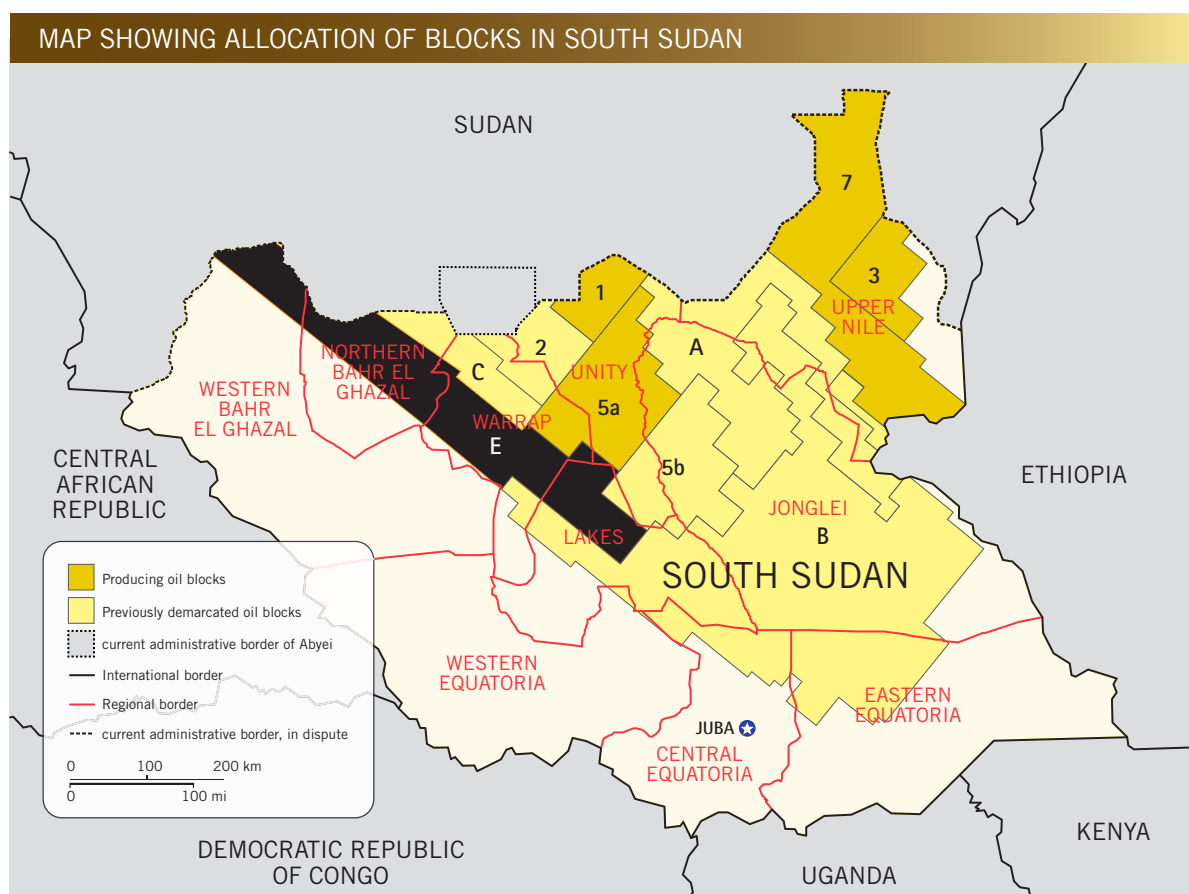 MAP SHOWING ALLOCATION OF BLOCKS IN SOUTH SUDAN
SUDAN
7
3
UPPER
NILE
1
2
A
C
UNITY
5a
NORTHERN
BAHR EL
GHAZAL
WESTERN
BAHR
EL GHAZAL
WARRAP
E
5b
CENTRAL
AFRICAN
REPUBLIC
ETHIOPIA
JONGLEI
B
LAKES
SOUTH SUDAN
WESTERN
EQUATORIA
EASTERN
EQUATORIA
JUBA
CENTRAL
EQUATORIA
KENYA
DEMOCRATIC REPUBLIC
OF CONGO
UGANDA
Producing oil blocks
Previously demarcated oil blocks
current administrative border of Abyei
International border
Regional border
current administrative border, in dispute
0 100 200 km
0 100 mi